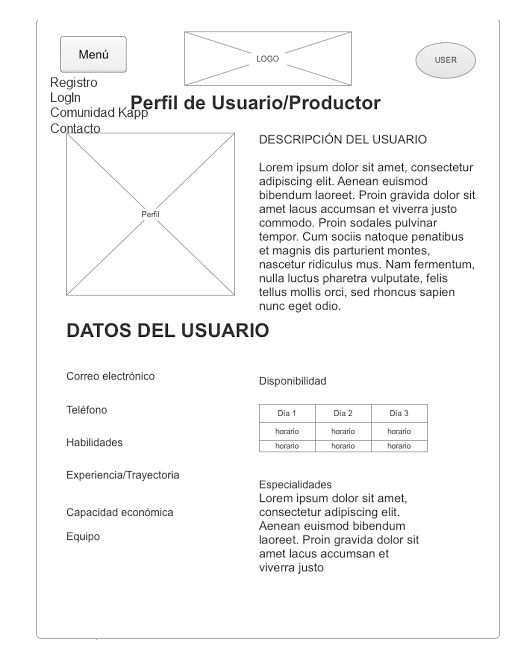 Menú
LOGO
USER
Registro
LogIn
Comunidad Kapp
Contacto
Perfil de Usuario/Productor
Perfil
DESCRIPCIÓN DEL USUARIO
Lorem ipsum dolor sit amet, consectetur
adipiscing elit. Aenean euismod
bibendum laoreet. Proin gravida dolor sit
amet lacus accumsan et viverra justo
commodo. Proin sodales pulvinar
tempor. Cum sociis natoque penatibus
et magnis dis parturient montes,
nascetur ridiculus mus. Nam fermentum,
nulla luctus pharetra vulputate, felis
tellus mollis orci, sed rhoncus sapien
nunc eget odio.
DATOS DEL USUARIO
Correo electrónico
Teléfono
Habilidades
Experiencia/Trayectoria
Capacidad económica
Equipo
Disponibilidad
Día 1 Día 2 Día 3
horario horario horario
horario horario horario
Especialidades
Lorem ipsum dolor sit amet,
consectetur adipiscing elit.
Aenean euismod bibendum
laoreet. Proin gravida dolor sit
amet lacus accumsan et
viverra justo